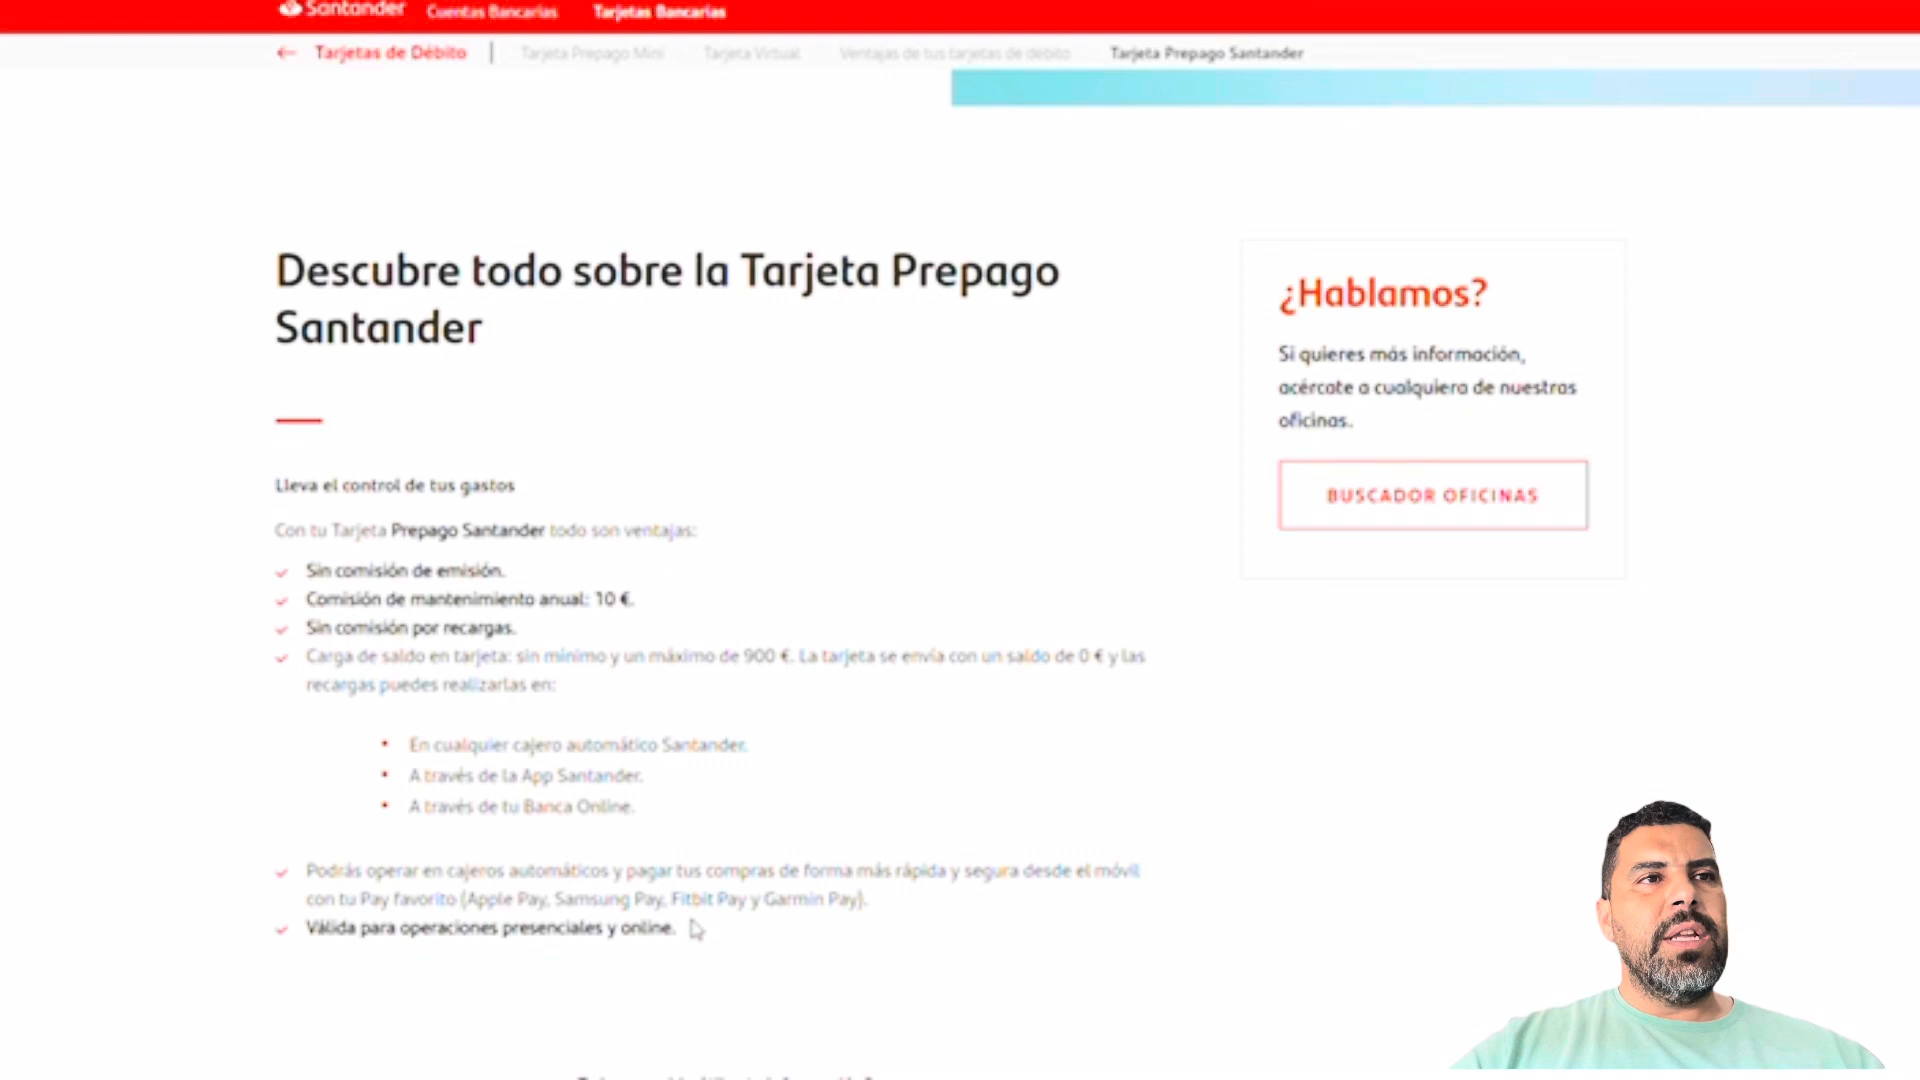 Santander Cuentas Bancarias Tarjetas Bancarias
Tarjetas de Débito | Tarjeta Prepago Mini Tarjeta Virtual Ventajas de tus tarjetas de débito Tarjeta Prepago Santander
Descubre todo sobre la Tarjeta Prepago
Santander
Lleva el control de tus gastos
Con tu Tarjeta Prepago Santander todo son ventajas:
Sin comisión de emisión.
Comisión de mantenimiento anual: 10 €.
Sin comisión por recargas.
Carga de saldo en tarjeta: sin mínimo y un máximo de 900 €. La tarjeta se envía con un saldo de 0 € y las
recargas puedes realizarlas en:
• En cualquier cajero automático Santander.
• A través de la App Santander.
• A través de tu Banca Online.
Podrás operar en cajeros automáticos y pagar tus compras de forma más rápida y segura desde el móvil
con tu Pay favorito (Apple Pay, Samsung Pay, Fitbit Pay y Garmin Pay).
Válida para operaciones presenciales y online.
¿Hablamos?
Si quieres más información,
acércate a cualquiera de nuestras
oficinas.
BUSCADOR OFICINAS